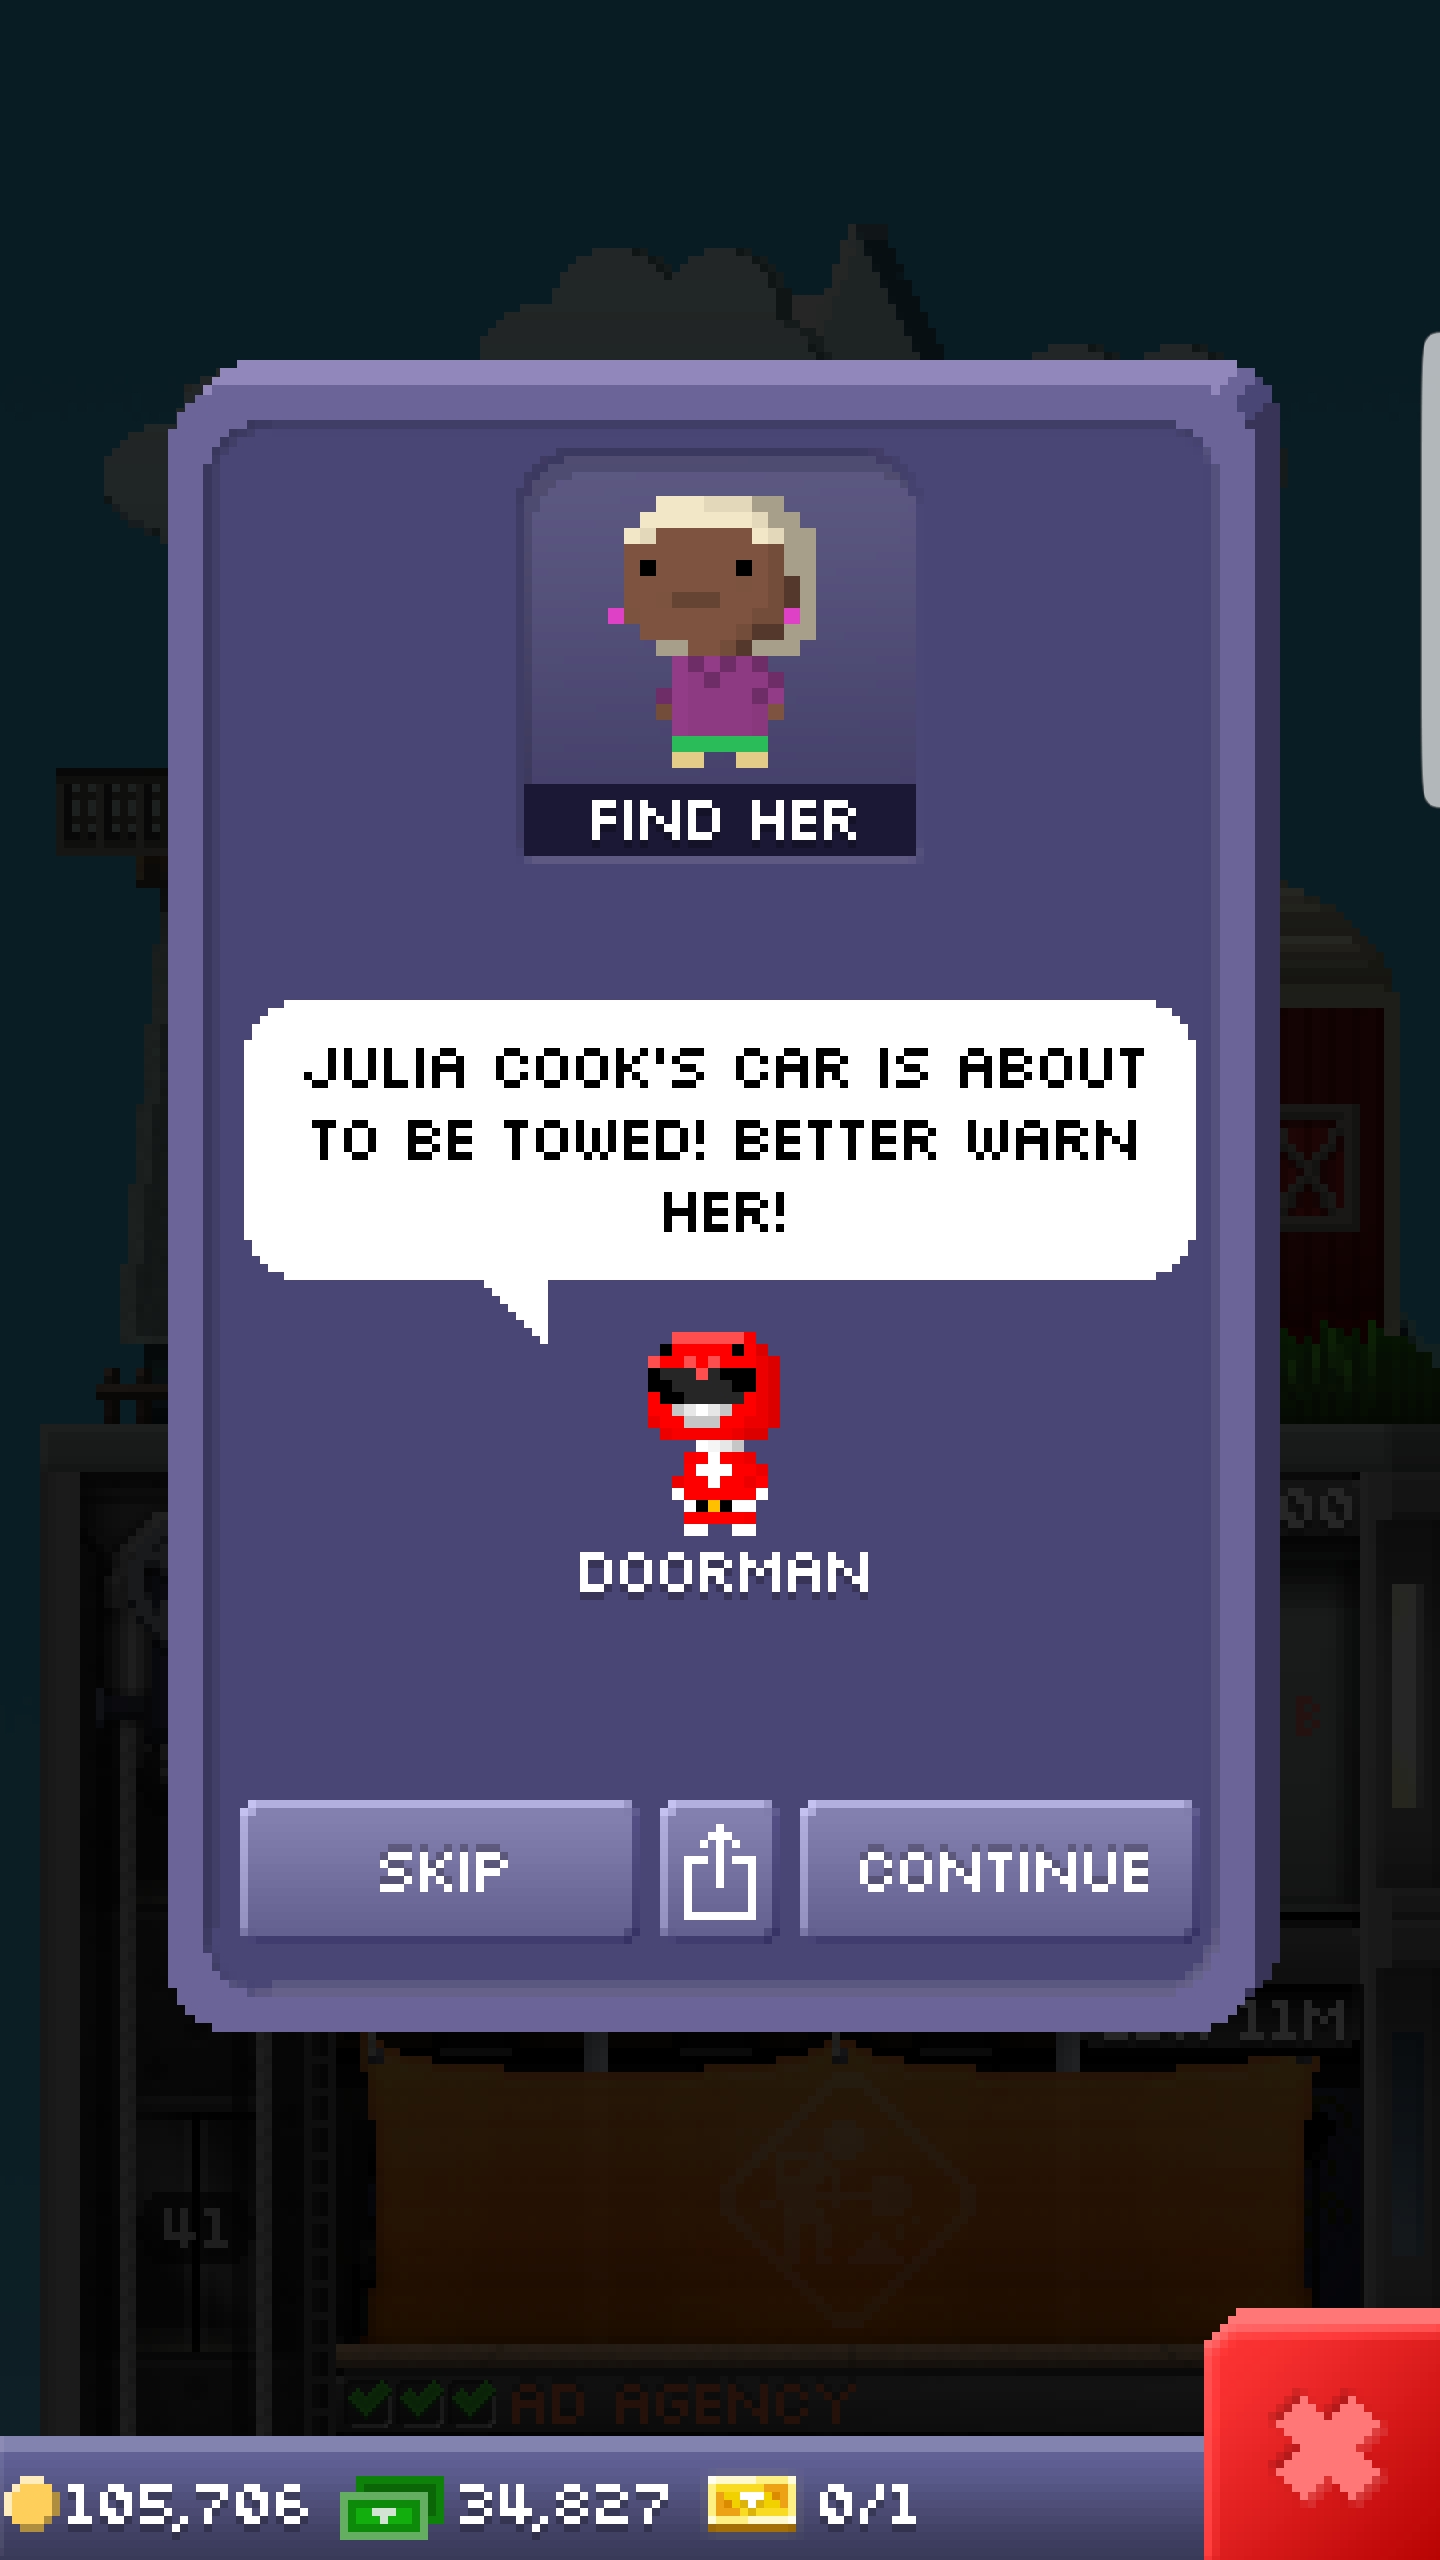 FIND HER
JULIA COOK'S CAR IS ABOUT
TO BE TOWED! BETTER WARN
HER!
DOORMAN
SKIP
CONTINUE
00
B
11M
41
AD AGENCY
105,706 34,827 0/1